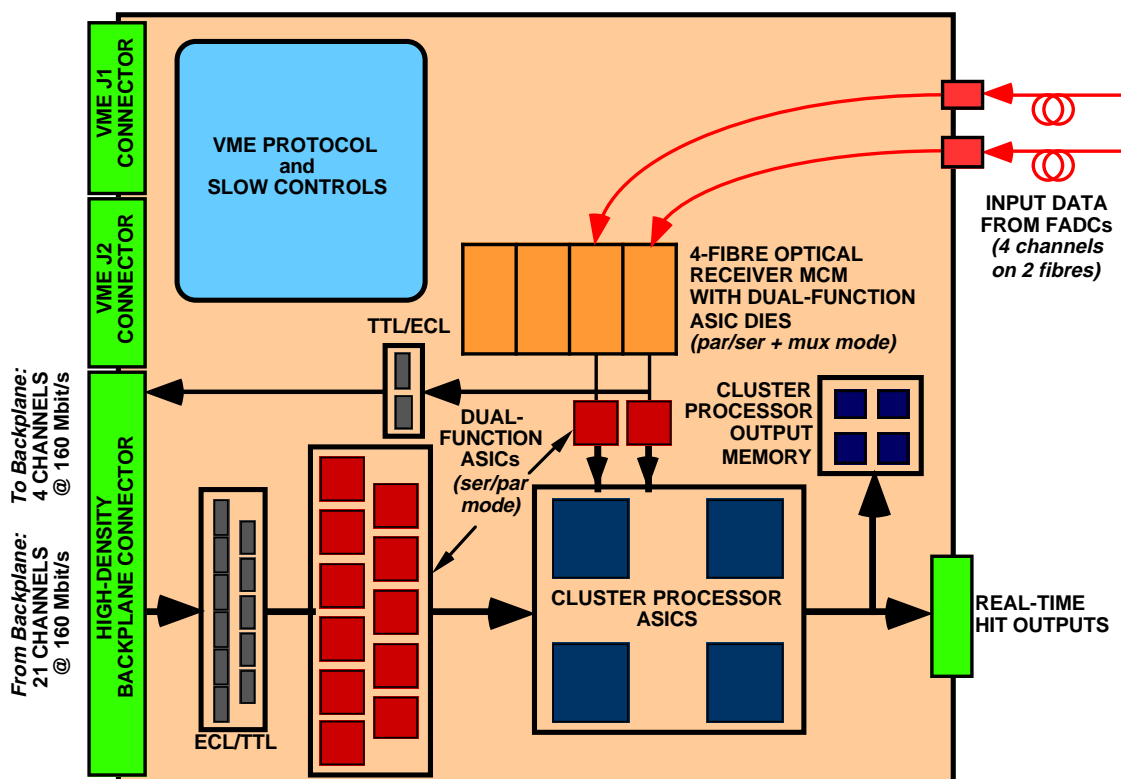 VME J1
CONNECTOR
VME PROTOCOL
and
SLOW CONTROLS
INPUT DATA
FROM FADCs
(4 channels
on 2 fibres)
VME J2
CONNECTOR
4-FIBRE OPTICAL
RECEIVER MCM
WITH DUAL-FUNCTION
ASIC DIES
(par/ser + mux mode)
TTL/ECL
To Backplane:
4 CHANNELS
@ 160 Mbit/s
CLUSTER
PROCESSOR
OUTPUT
MEMORY
DUAL-
FUNCTION
ASICs
(ser/par
mode)
From Backplane:
21 CHANNELS
@ 160 Mbit/s
HIGH-DENSITY
BACKPLANE CONNECTOR
CLUSTER PROCESSOR
ASICS
REAL-TIME
HIT OUTPUTS
ECL/TTL